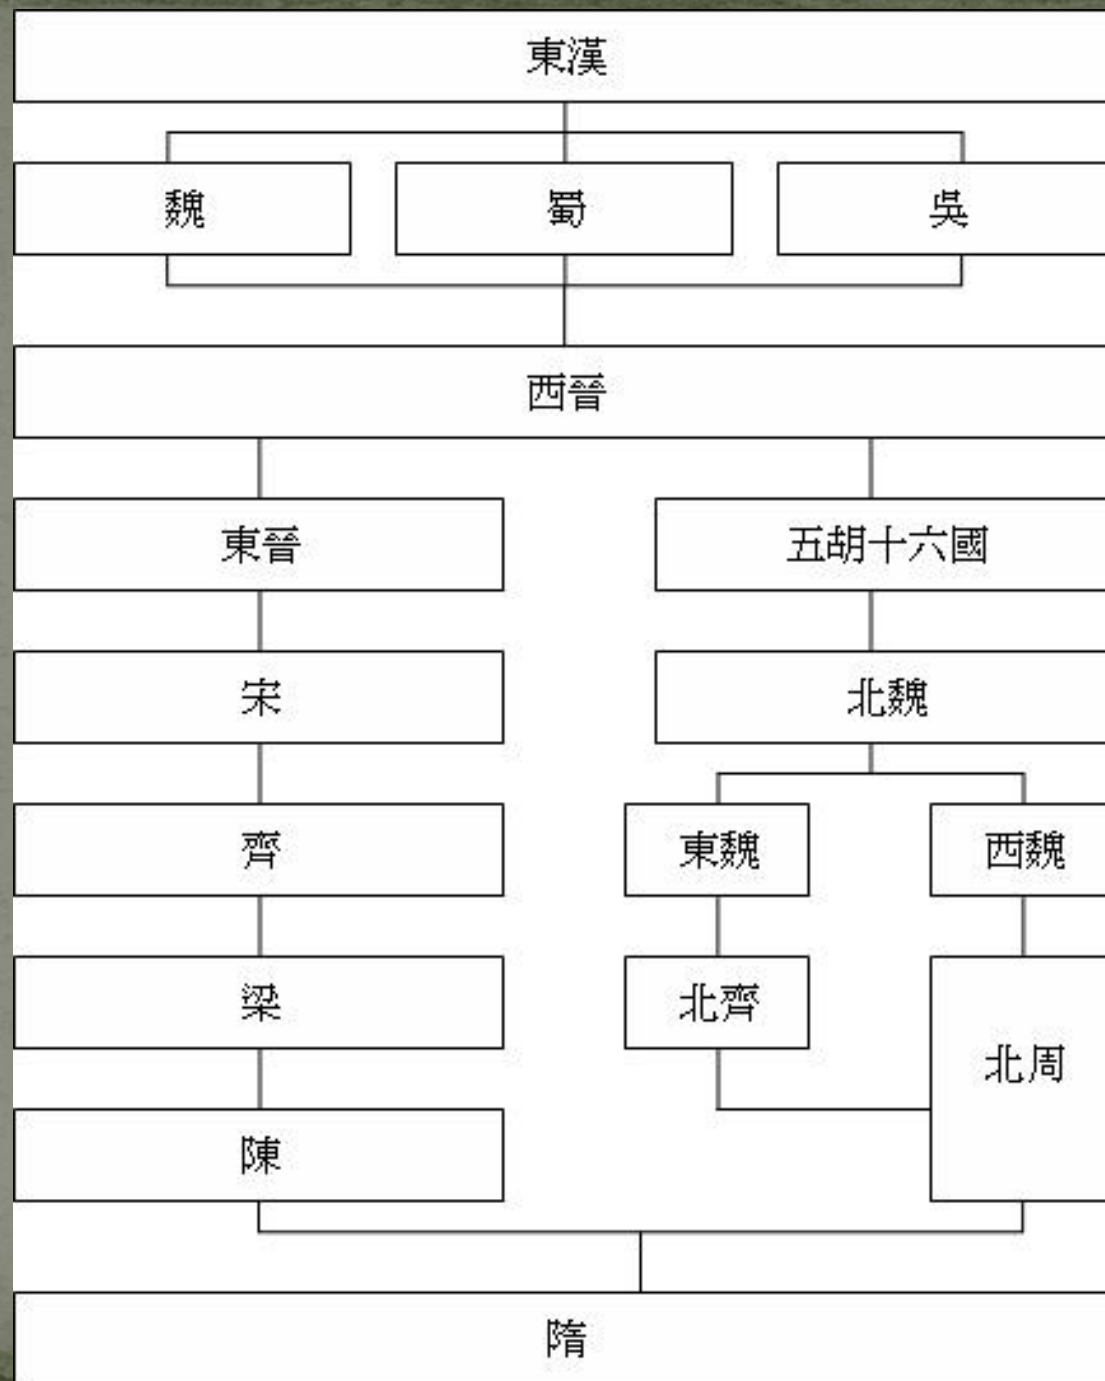 東漢
魏
蜀
吳
西晉
東晉
五胡十六國
宋
北魏
齊
東魏
西魏
梁
北齊
北周
陳
隋